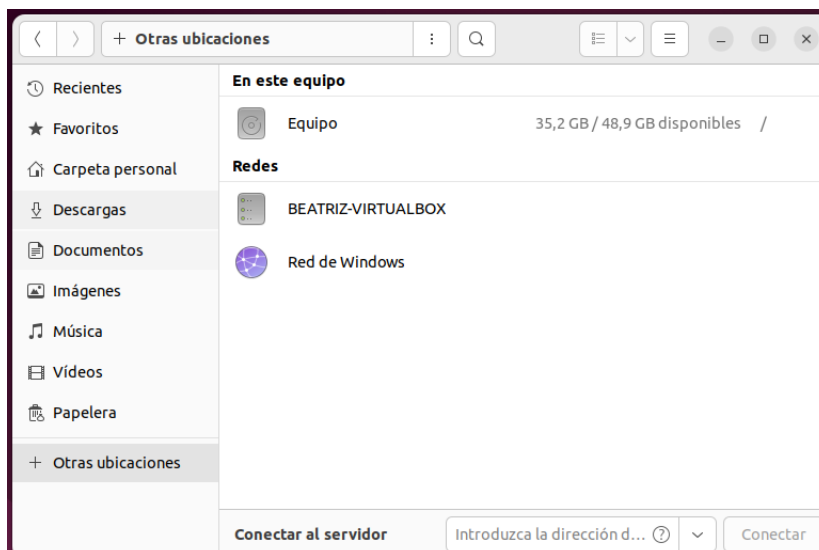 + Otras ubicaciones
Recientes
Favoritos
Carpeta personal
Descargas
Documentos
Imágenes
Música
Vídeos
Papelera
+ Otras ubicaciones
En este equipo
Equipo 35,2 GB / 48,9 GB disponibles /
Redes
BEATRIZ-VIRTUALBOX
Red de Windows
Conectar al servidor Introduzca la dirección d... ? Conectar